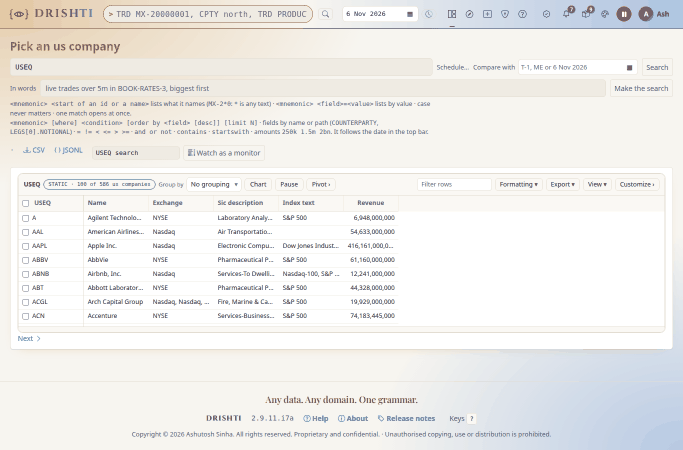 {👁} DRISHTI
> TRD MX-20000001, CPTY north, TRD PRODUC
6 Nov 2026
7
4
A Ash
Pick an us company
USEQ
Schedule... Compare with T-1, ME or 6 Nov 2026 Search
In words live trades over 5m in BOOK-RATES-3, biggest first Make the search
<mnemonic> <start of an id or a name> lists what it names (MX-2*0: * is any text) · <mnemonic> <field>=<value> lists by value · case
never matters · one match opens at once.
<mnemonic> [where] <condition> [order by <field> [desc]] [limit N] · fields by name or path (COUNTERPARTY,
LEGS[0].NOTIONAL) · = != < <= > >= · and or not · contains · startswith · amounts 250k 1.5m 2bn. It follows the date in the top bar.
CSV {} JSONL USEQ search Watch as a monitor
USEQ STATIC · 100 of 586 us companies Group by No grouping Chart Pause Pivot › Filter rows Formatting ▾ Export ▾ View ▾ Customize ›
USEQ Name Exchange Sic description Index text Revenue
A Agilent Technolo... NYSE Laboratory Analy... S&P 500 6,948,000,000
AAL American Airlines... Nasdaq Air Transportatio... 54,633,000,000
AAPL Apple Inc. Nasdaq Electronic Compu... Dow Jones Indust... 416,161,000,0...
ABBV AbbVie NYSE Pharmaceutical P... S&P 500 61,160,000,000
ABNB Airbnb, Inc. Nasdaq Services-To Dwelli... Nasdaq-100, S&P ... 12,241,000,000
ABT Abbott Laborator... NYSE Pharmaceutical P... S&P 500 44,328,000,000
ACGL Arch Capital Group Nasdaq, Nasdaq, ... Fire, Marine & Ca... S&P 500 19,929,000,000
ACN Accenture NYSE Services-Business... S&P 500 74,183,445,000
Next ›
Any data. Any domain. One grammar.
DRISHTI 2.9.11.17a Help About Release notes Keys ?
Copyright © 2026 Ashutosh Sinha. All rights reserved. Proprietary and confidential. · Unauthorised copying, use or distribution is prohibited.